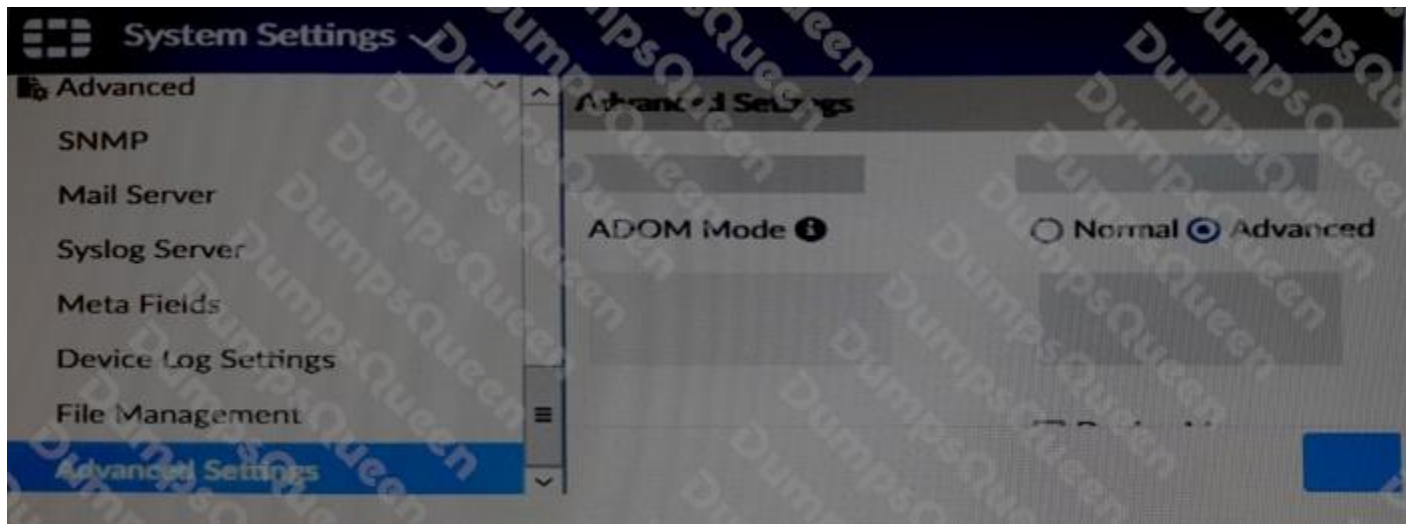 System Settings
Advanced
SNMP
Mail Server
Syslog Server
Meta Fields
Device Log Settings
File Management
Advanced Settings
Advanced Settings
ADOM Mode
Normal
Advanced
DumpsQueen